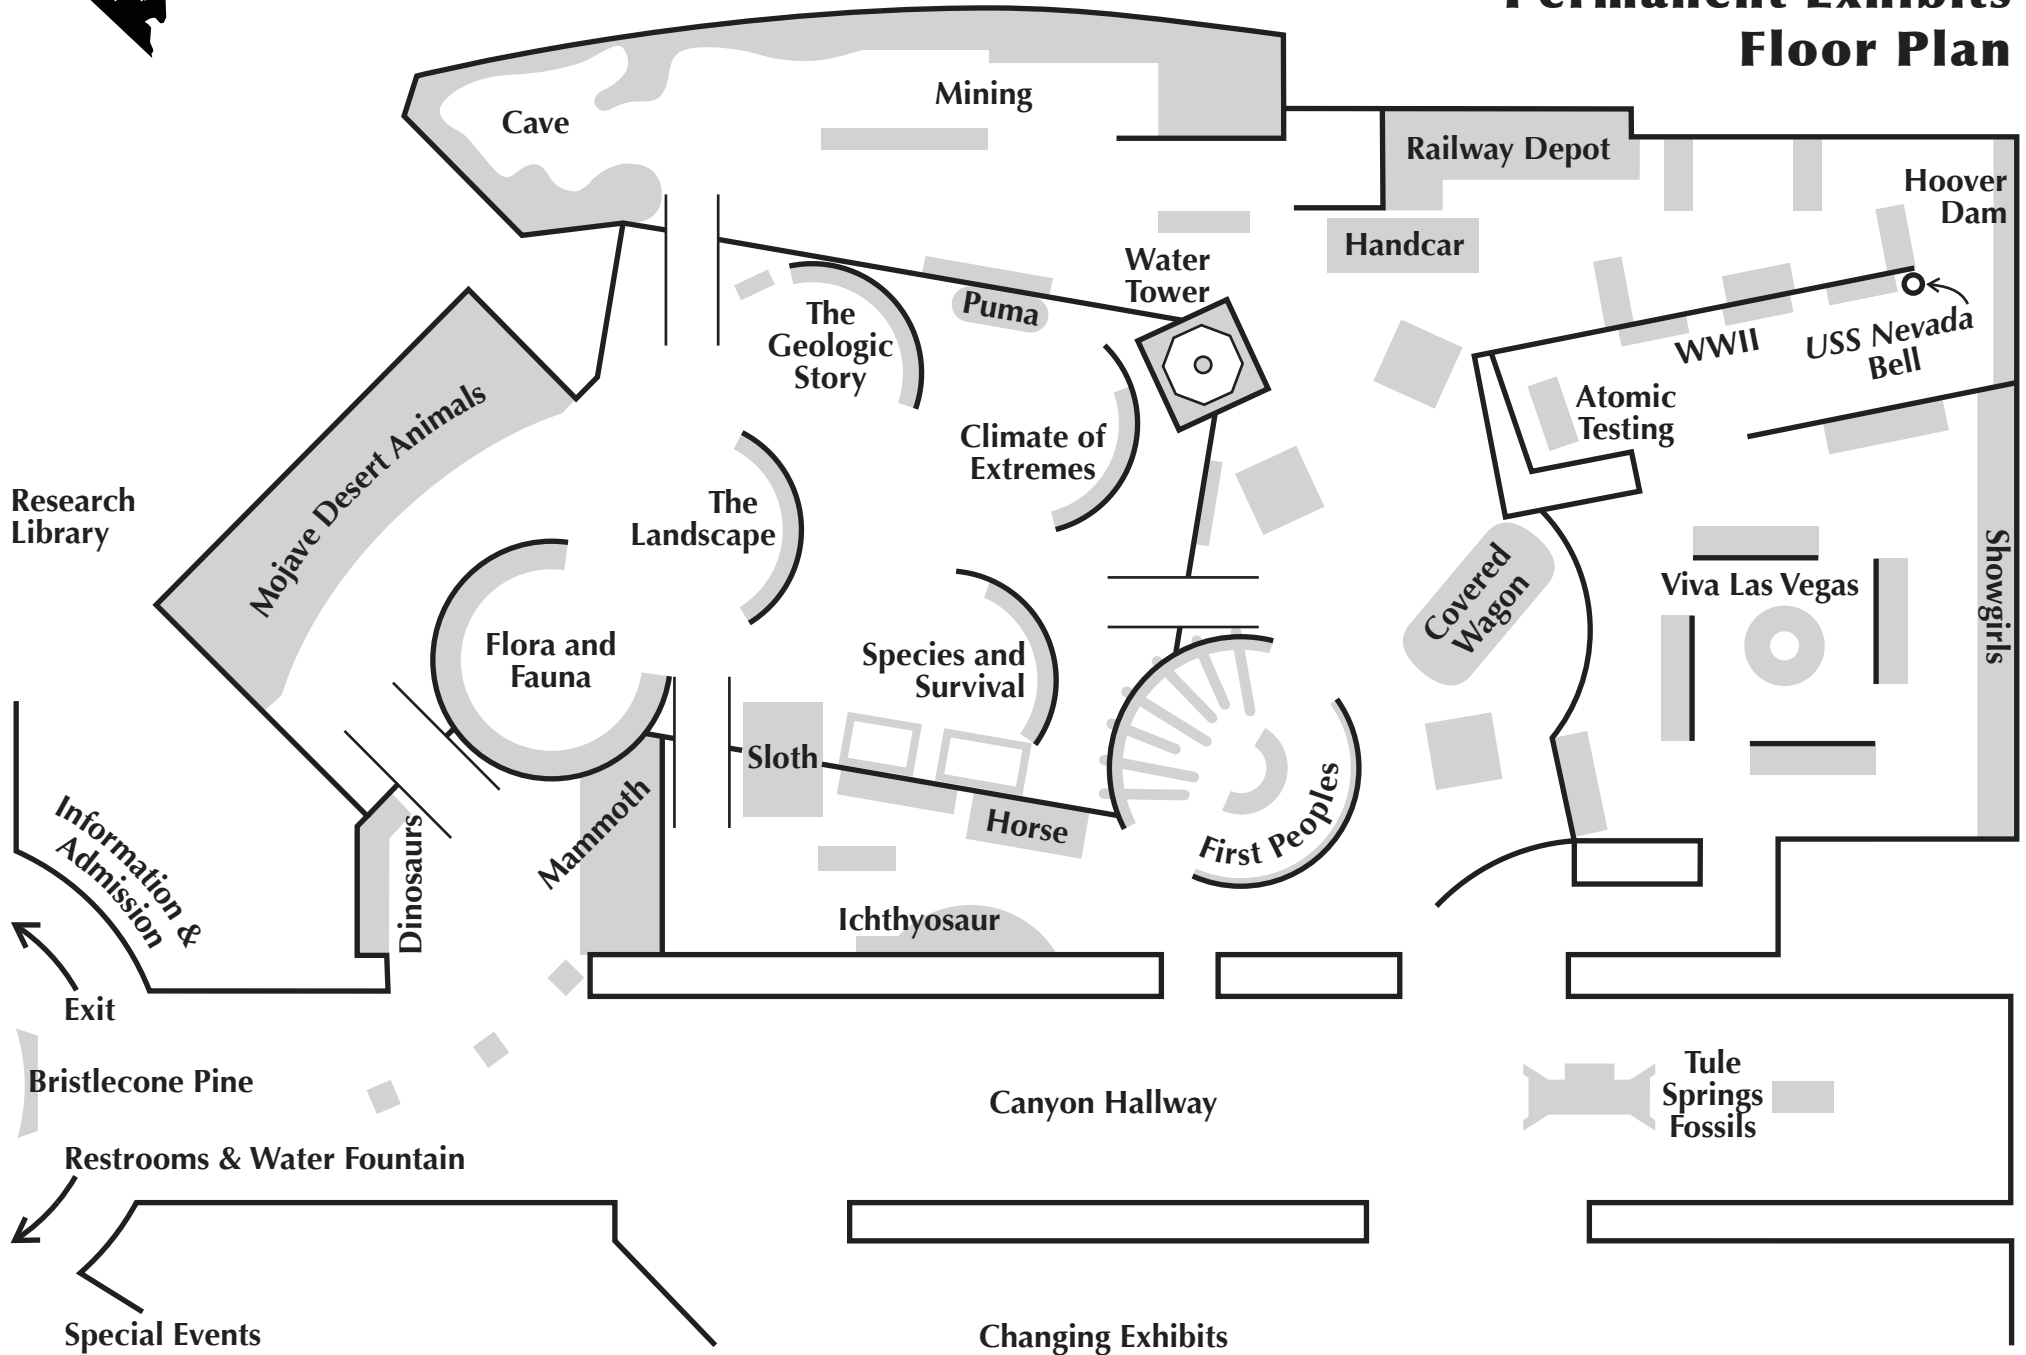 Permanent Exhibits
Floor Plan
Mining
Cave
Railway Depot
Hoover
Dam
Handcar
Water
Tower
Puma
The
Geologic
Story
WWII
USS Nevada
Bell
Atomic
Testing
Mojave Desert Animals
Climate of
Extremes
Research
Library
The
Landscape
Covered
Wagon
Viva Las Vegas
Showgirls
Flora and
Fauna
Species and
Survival
Sloth
Mammoth
Horse
First Peoples
Information &
Admission
Dinosaurs
Ichthyosaur
Exit
Bristlecone Pine
Canyon Hallway
Tule
Springs
Fossils
Restrooms & Water Fountain
Special Events
Changing Exhibits